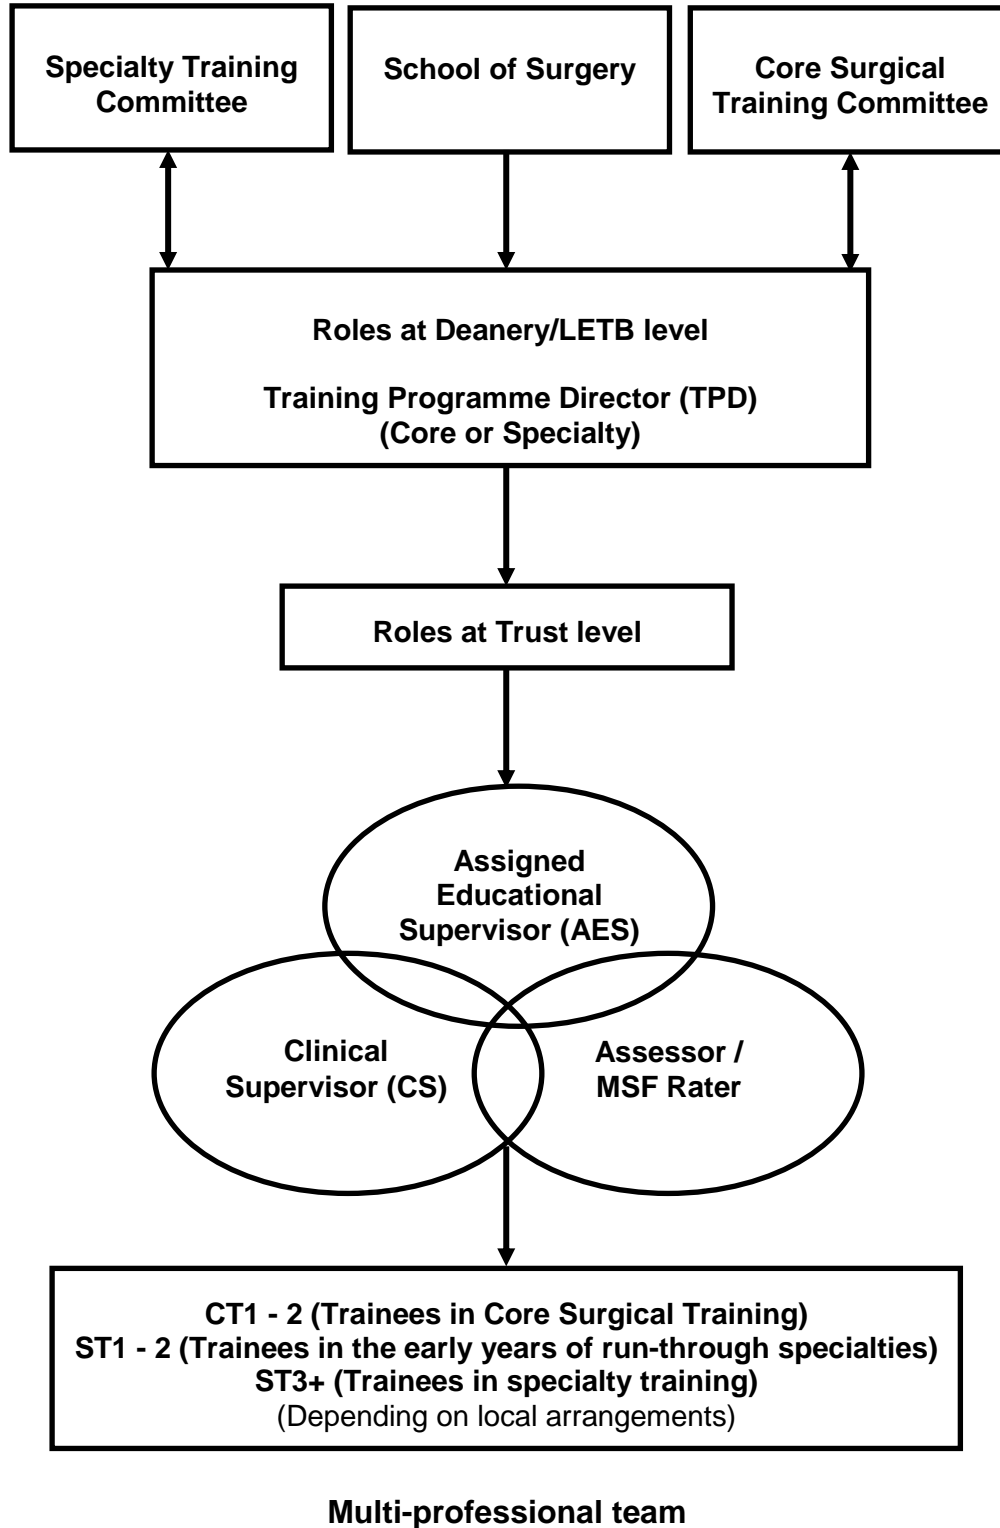 Specialty Training
Committee
School of Surgery
Core Surgical
Training Committee
Roles at Deanery/LETB level
Training Programme Director (TPD)
(Core or Specialty)
Roles at Trust level
Assigned
Educational
Supervisor (AES)
Clinical
Supervisor (CS)
Assessor /
MSF Rater
CT1 - 2 (Trainees in Core Surgical Training)
ST1 - 2 (Trainees in the early years of run-through specialties)
ST3+ (Trainees in specialty training)
(Depending on local arrangements)
Multi-professional team